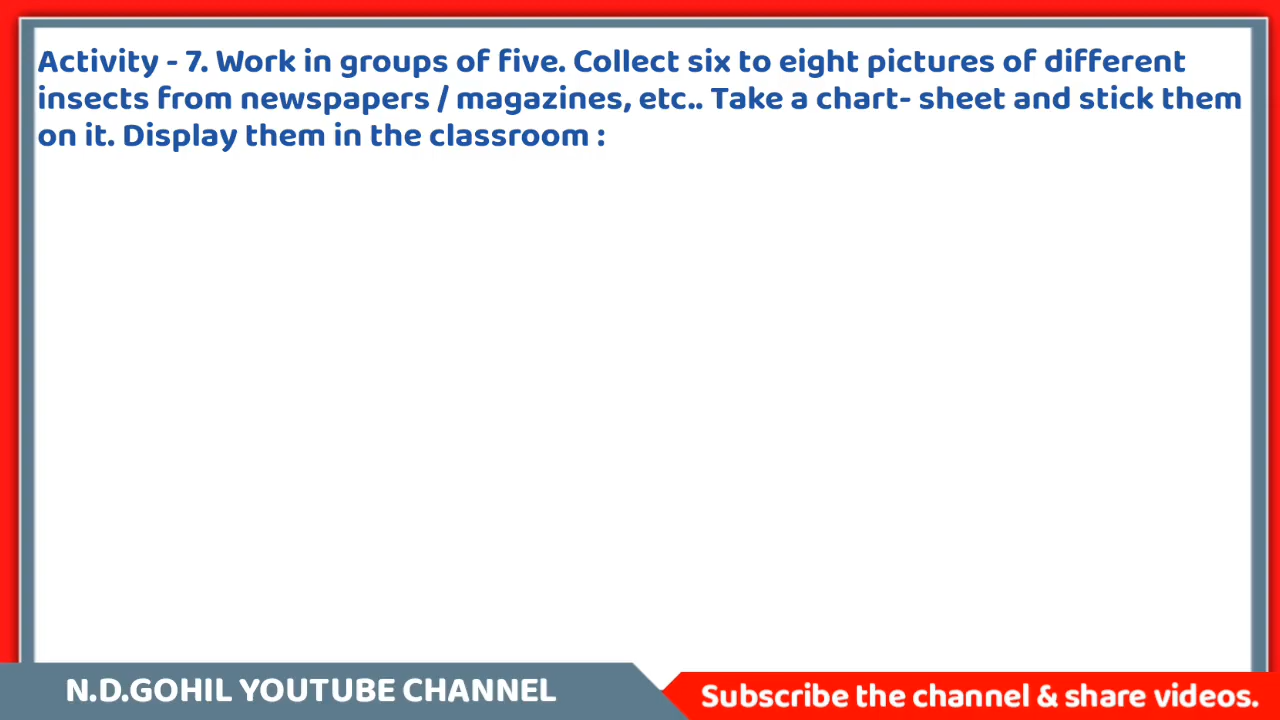 Activity - 7. Work in groups of five. Collect six to eight pictures of different
insects from newspapers / magazines, etc.. Take a chart- sheet and stick them
on it. Display them in the classroom :
N.D.GOHIL YOUTUBE CHANNEL
Subscribe the channel & share videos.